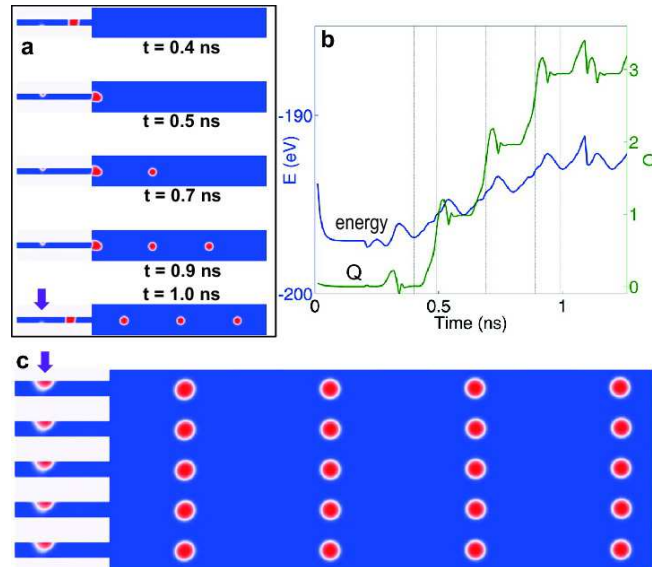 a
t = 0.4 ns
t = 0.5 ns
t = 0.7 ns
t = 0.9 ns
t = 1.0 ns
b
-190
-200
E (eV)
energy
Q
3
2
1
0
Q
0
0.5
1
Time (ns)
c